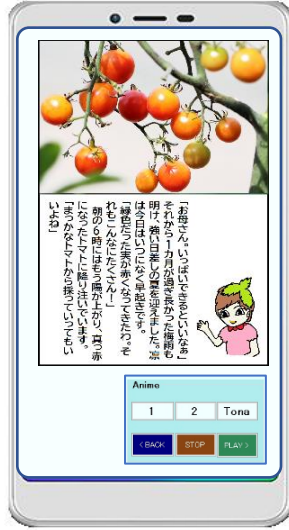 「お母さん。いっぱいできるといいなぁ」
それから1カ月が過ぎ長かった梅雨も
明け、強い日差しの夏を迎えました。凛
は今日はいつになく早起きです。
「緑色だった実が赤くなってきたわ。そ
れもこんなにたくさん！」
朝の6時にはもう陽が上がり、真っ赤
になったトマトに降り注いでいます。
「まっかなトマトから採っていってもい
いよね」
Anime
1
2
Tona
< BACK
STOP
PLAY >